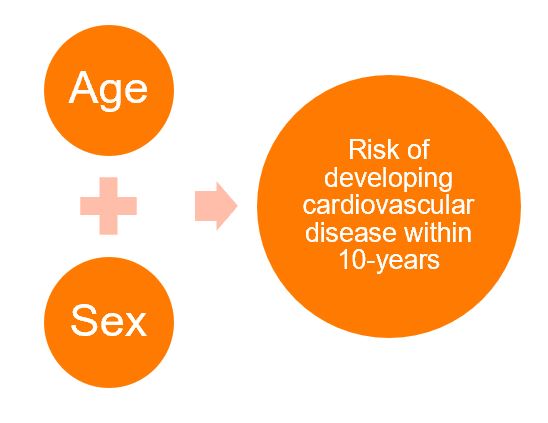 Age
Sex
Risk of
developing
cardiovascular
disease within
10-years